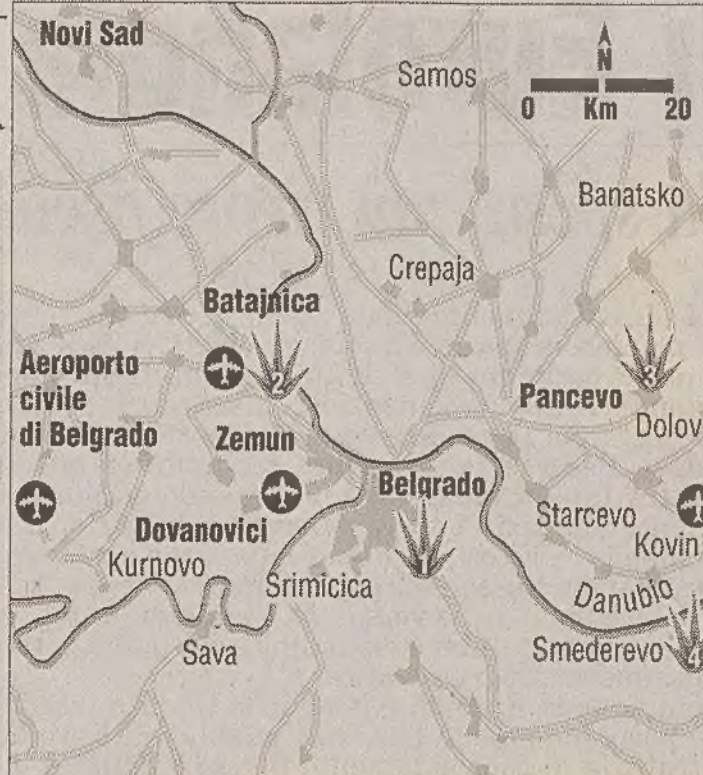 Novi Sad
N
0 Km 20
Samos
Banatsko
Crepaja
Batajnica
2
3
Aeroporto
civile
di Belgrado
Pancevo
Dolov
Zemun
Belgrado
Dovanovici
Starcevo
Kovin
Kurnovo
Srimicica
1
Danubio
Sava
Smederevo
4